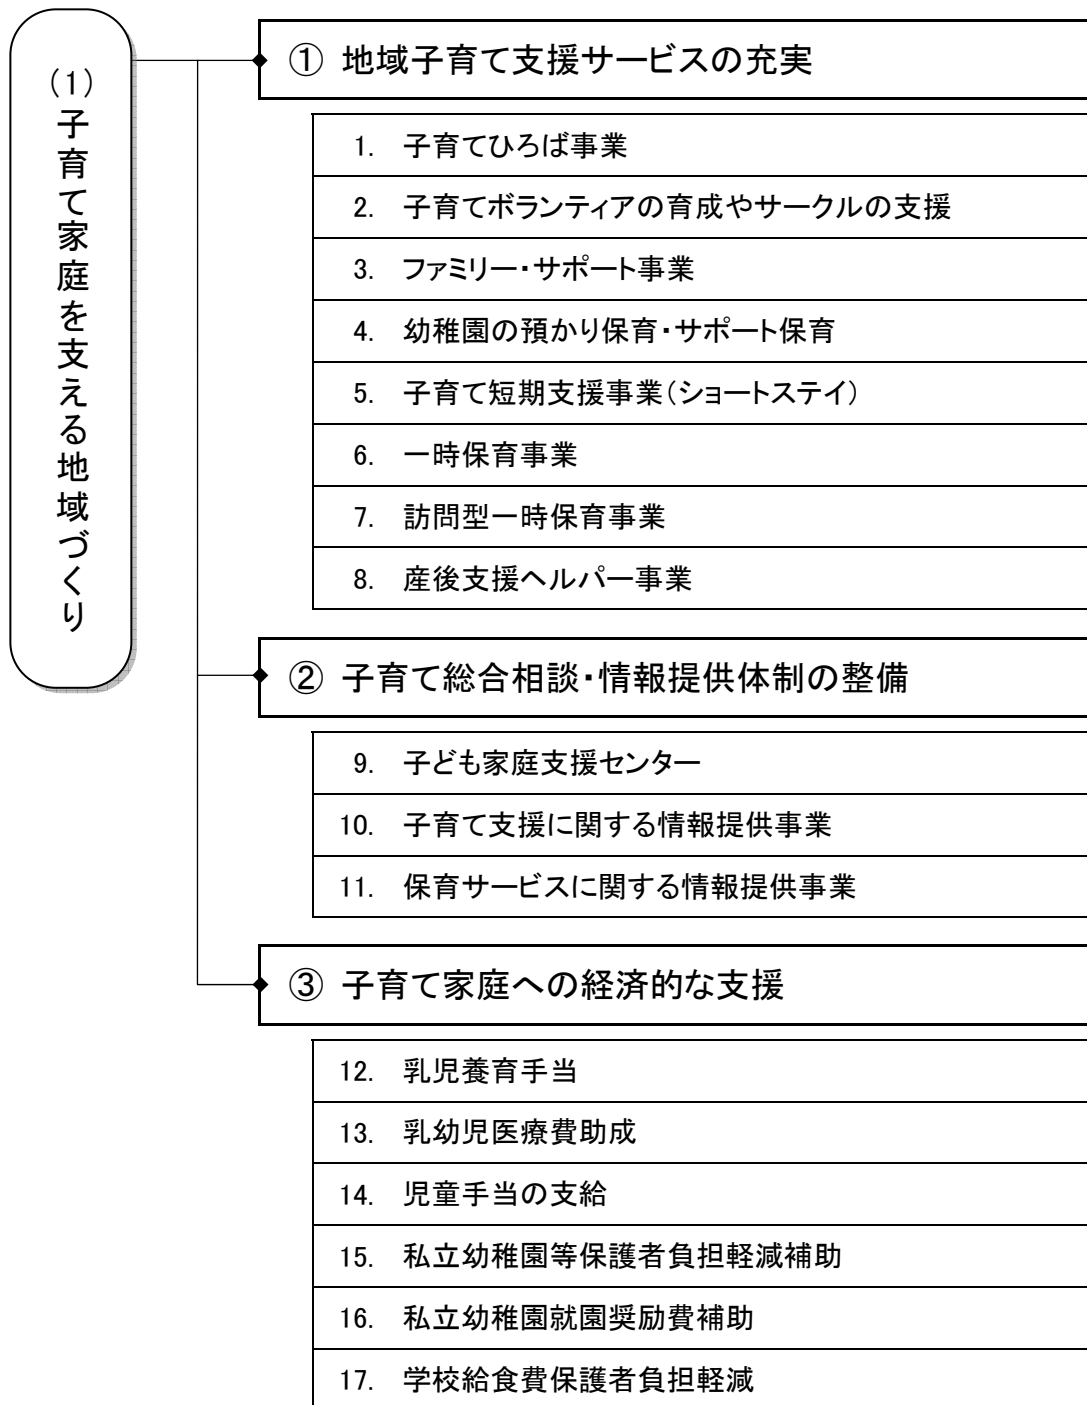 (1)子育て家庭を支える地域づくり
① 地域子育て支援サービスの充実
1. 子育てひろば事業
2. 子育てボランティアの育成やサークルの支援
3. ファミリー・サポート事業
4. 幼稚園の預かり保育・サポート保育
5. 子育て短期支援事業(ショートステイ)
6. 一時保育事業
7. 訪問型一時保育事業
8. 産後支援ヘルパー事業
② 子育て総合相談・情報提供体制の整備
9. 子ども家庭支援センター
10. 子育て支援に関する情報提供事業
11. 保育サービスに関する情報提供事業
③ 子育て家庭への経済的な支援
12. 乳児養育手当
13. 乳幼児医療費助成
14. 児童手当の支給
15. 私立幼稚園等保護者負担軽減補助
16. 私立幼稚園就園奨励費補助
17. 学校給食費保護者負担軽減